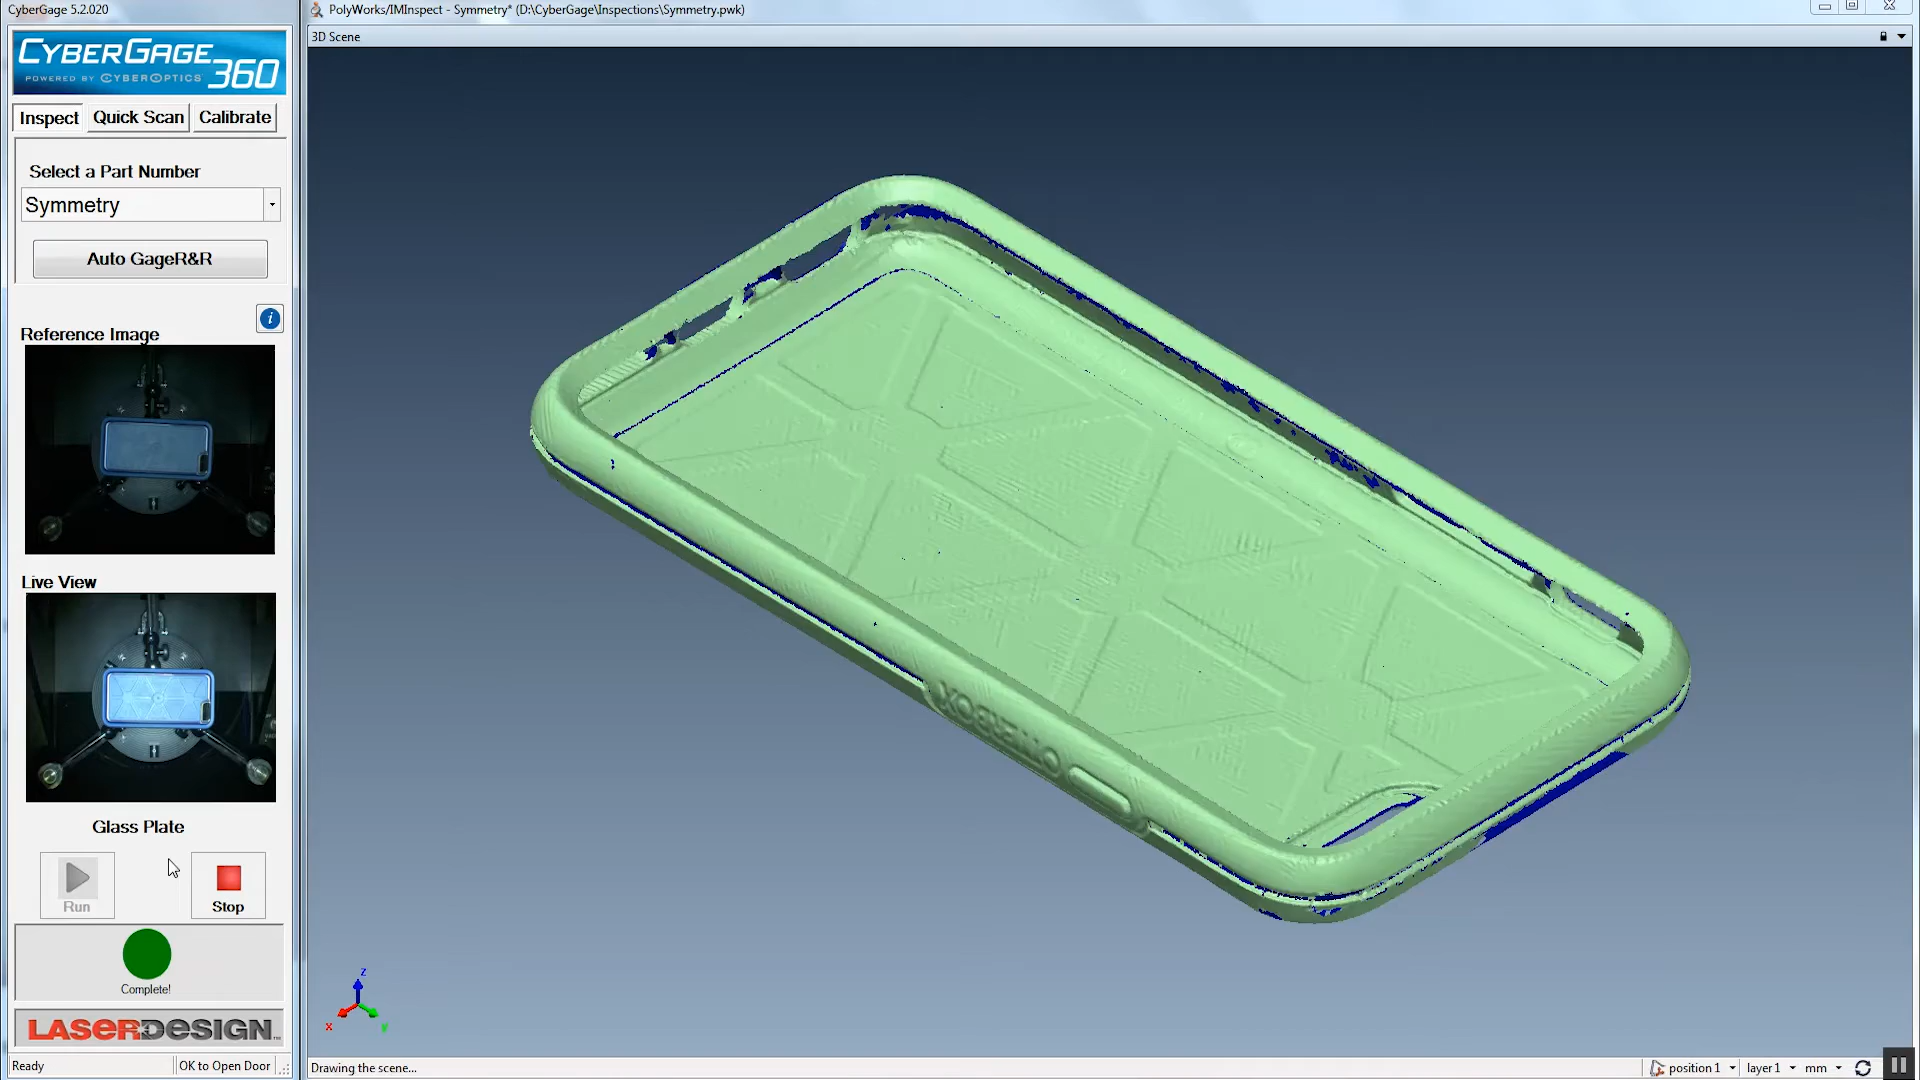 CyberGage 5.2.020
PolyWorks/IMInspect - Symmetry* (D:\CyberGage\Inspections\Symmetry.pwk)
3D Scene
CYBERGAGE
360
POWERED BY CYBEROPTICS
Inspect
Quick Scan
Calibrate
Select a Part Number
Symmetry
Auto GageR&R
i
Reference Image
Live View
Glass Plate
Run
Stop
Complete!
LASERDESIGN
Ready
OK to Open Door
OTTERBOX
z
x
y
Drawing the scene...
position 1
layer 1
mm